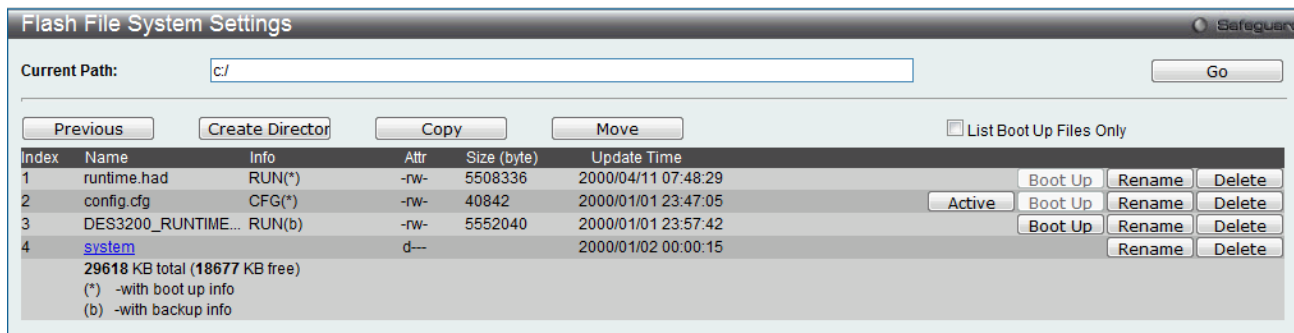 Flash File System Settings Safeguard
Current Path: c:/ Go
Previous Create Director Copy Move List Boot Up Files Only
Index Name Info Attr Size (byte) Update Time
1 runtime.had RUN(*) -rw- 5508336 2000/04/11 07:48:29 Boot Up Rename Delete
2 config.cfg CFG(*) -rw- 40842 2000/01/01 23:47:05 Active Boot Up Rename Delete
3 DES3200_RUNTIME... RUN(b) -rw- 5552040 2000/01/01 23:57:42 Boot Up Rename Delete
4 system d--- 2000/01/02 00:00:15 Rename Delete
29618 KB total (18677 KB free)
(*) -with boot up info
(b) -with backup info